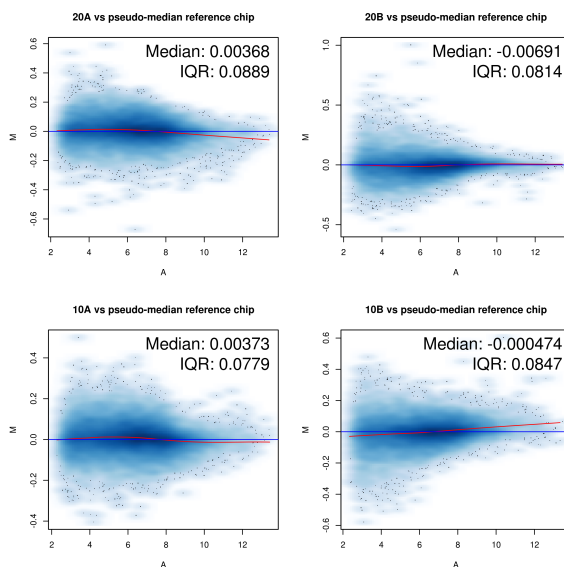 20A vs pseudo-median reference chip
Median: 0.00368
IQR: 0.0889
M
0.6
0.4
0.2
0.0
-0.2
-0.4
-0.6
2 4 6 8 10 12
A
20B vs pseudo-median reference chip
Median: -0.00691
IQR: 0.0814
M
1.0
0.5
0.0
-0.5
2 4 6 8 10 12
A
10A vs pseudo-median reference chip
Median: 0.00373
IQR: 0.0779
M
0.4
0.2
0.0
-0.2
-0.4
2 4 6 8 10 12
A
10B vs pseudo-median reference chip
Median: -0.000474
IQR: 0.0847
M
0.6
0.4
0.2
0.0
-0.2
-0.4
-0.6
2 4 6 8 10 12
A